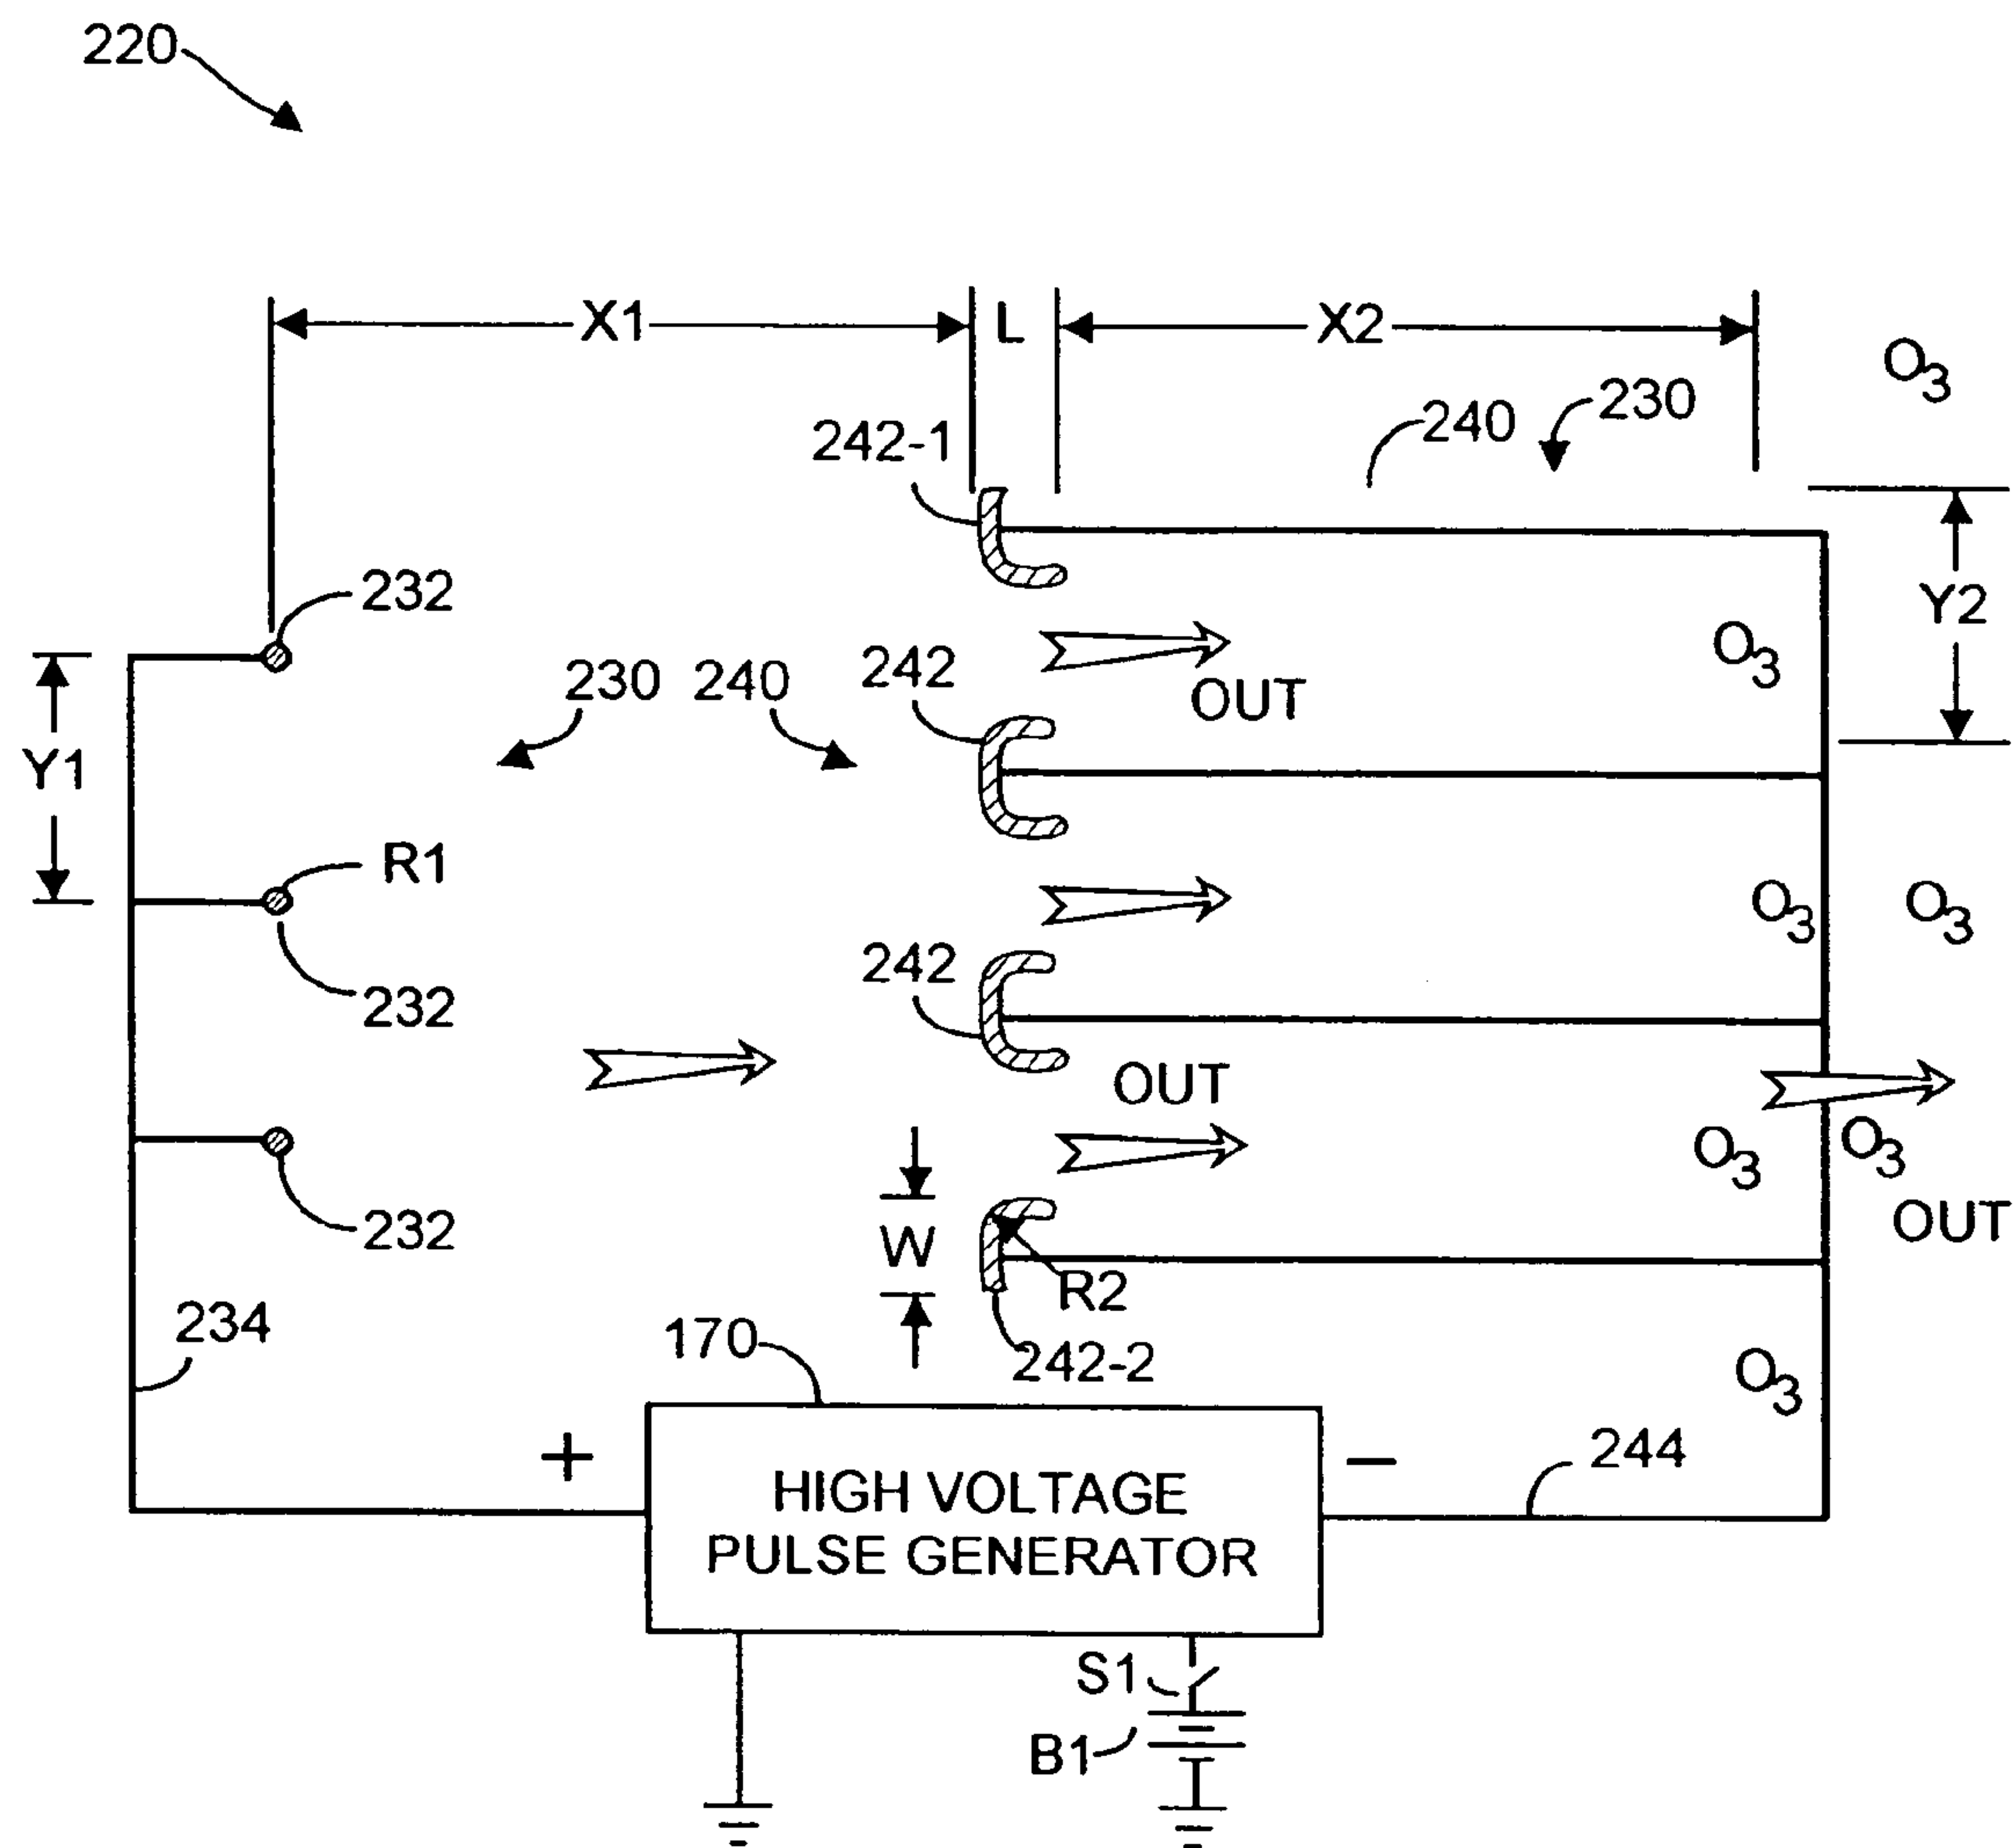 220
X1
L
X2
O3
242-1
240
230
232
Y2
O3
230
240
242
OUT
Y1
R1
O3
O3
242
232
OUT
O3
O3
OUT
232
W
R2
234
170
242-2
O3
+
−
244
HIGH VOLTAGE
PULSE GENERATOR
S1
B1